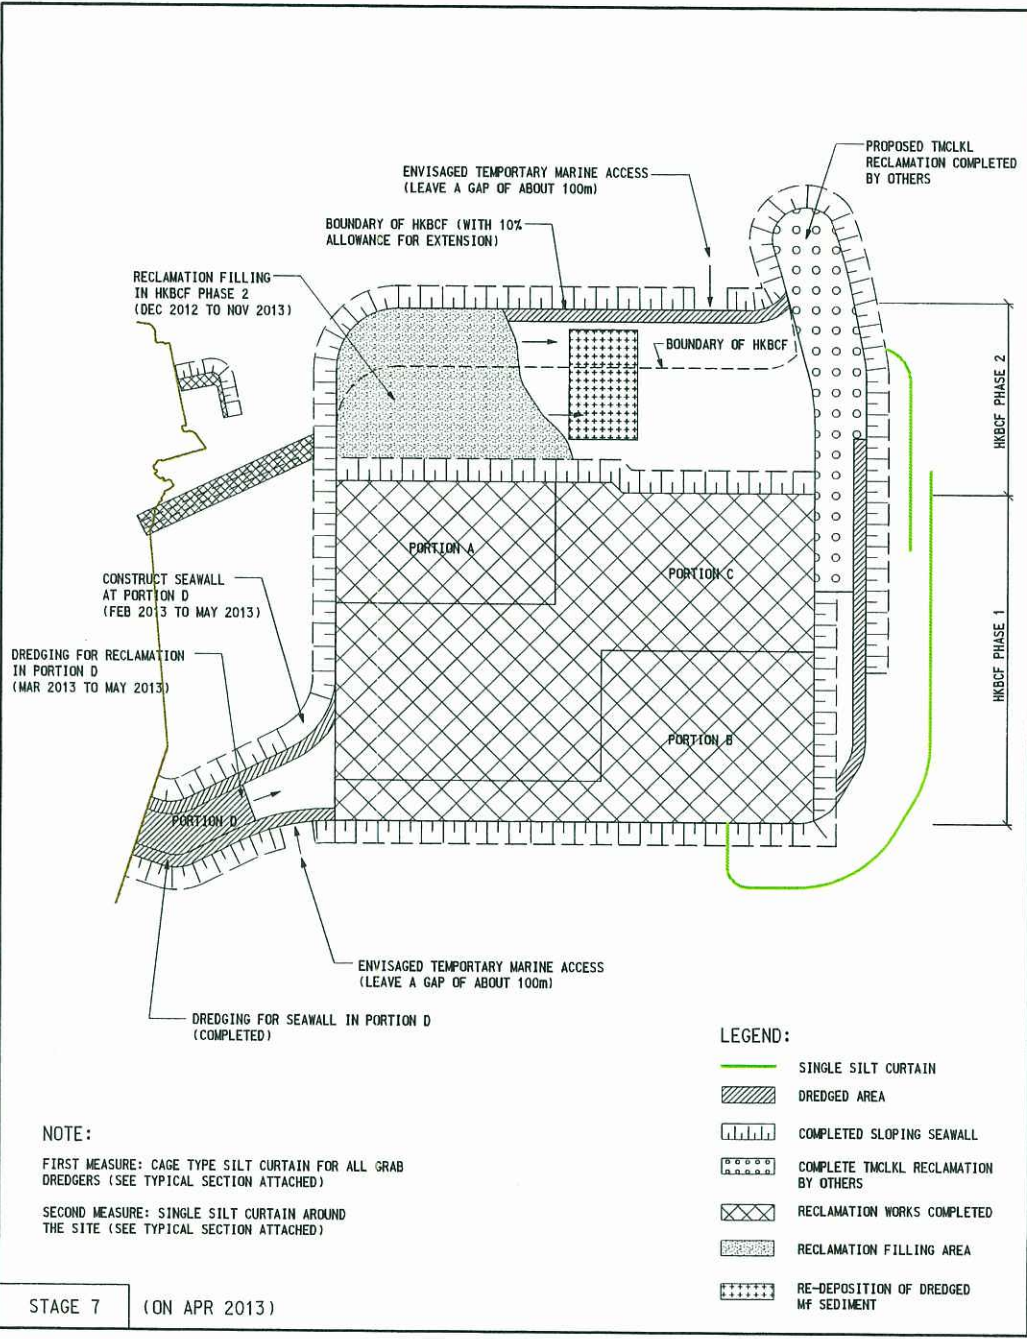 PROPOSED TMCLKL
RECLAMATION COMPLETED
BY OTHERS
ENVISAGED TEMPORTARY MARINE ACCESS
(LEAVE A GAP OF ABOUT 100m)
BOUNDARY OF HKBCF (WITH 10%
ALLOWANCE FOR EXTENSION)
RECLAMATION FILLING
IN HKBCF PHASE 2
(DEC 2012 TO NOV 2013)
BOUNDARY OF HKBCF
HKBCF PHASE 2
PORTION A
PORTION C
CONSTRUCT SEAWALL
AT PORTION D
(FEB 2013 TO MAY 2013)
HKBCF PHASE 1
DREDGING FOR RECLAMATION
IN PORTION D
(MAR 2013 TO MAY 2013)
PORTION B
PORTION D
ENVISAGED TEMPORTARY MARINE ACCESS
(LEAVE A GAP OF ABOUT 100m)
DREDGING FOR SEAWALL IN PORTION D
(COMPLETED)
LEGEND:
SINGLE SILT CURTAIN
DREDGED AREA
COMPLETED SLOPING SEAWALL
COMPLETE TMCLKL RECLAMATION
BY OTHERS
RECLAMATION WORKS COMPLETED
RECLAMATION FILLING AREA
RE-DEPOSITION OF DREDGED
Mf SEDIMENT
NOTE:
FIRST MEASURE: CAGE TYPE SILT CURTAIN FOR ALL GRAB
DREDGERS (SEE TYPICAL SECTION ATTACHED)
SECOND MEASURE: SINGLE SILT CURTAIN AROUND
THE SITE (SEE TYPICAL SECTION ATTACHED)
STAGE 7
(ON APR 2013)